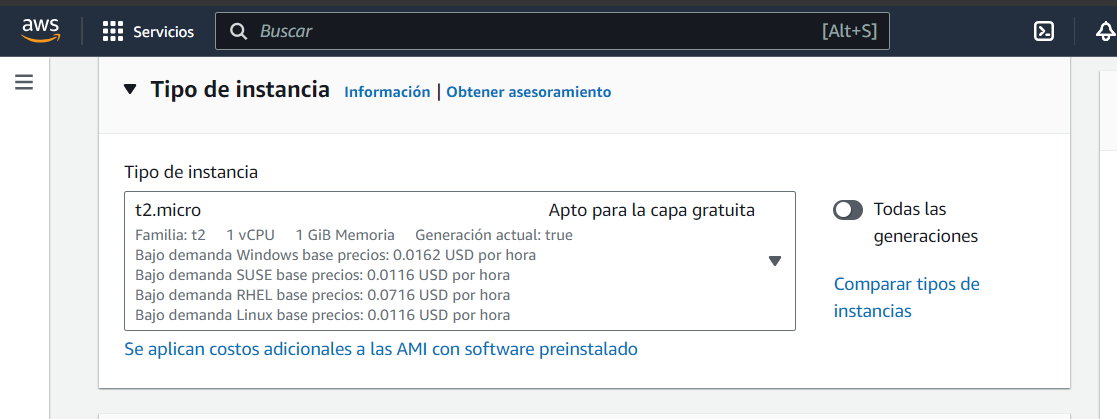 aws
Servicios
Buscar
[Alt+S]
Tipo de instancia
Información | Obtener asesoramiento
Tipo de instancia
t2.micro
Apto para la capa gratuita
Familia: t2 1 vCPU 1 GiB Memoria Generación actual: true
Bajo demanda Windows base precios: 0.0162 USD por hora
Bajo demanda SUSE base precios: 0.0116 USD por hora
Bajo demanda RHEL base precios: 0.0716 USD por hora
Bajo demanda Linux base precios: 0.0116 USD por hora
Todas las
generaciones
Comparar tipos de
instancias
Se aplican costos adicionales a las AMI con software preinstalado